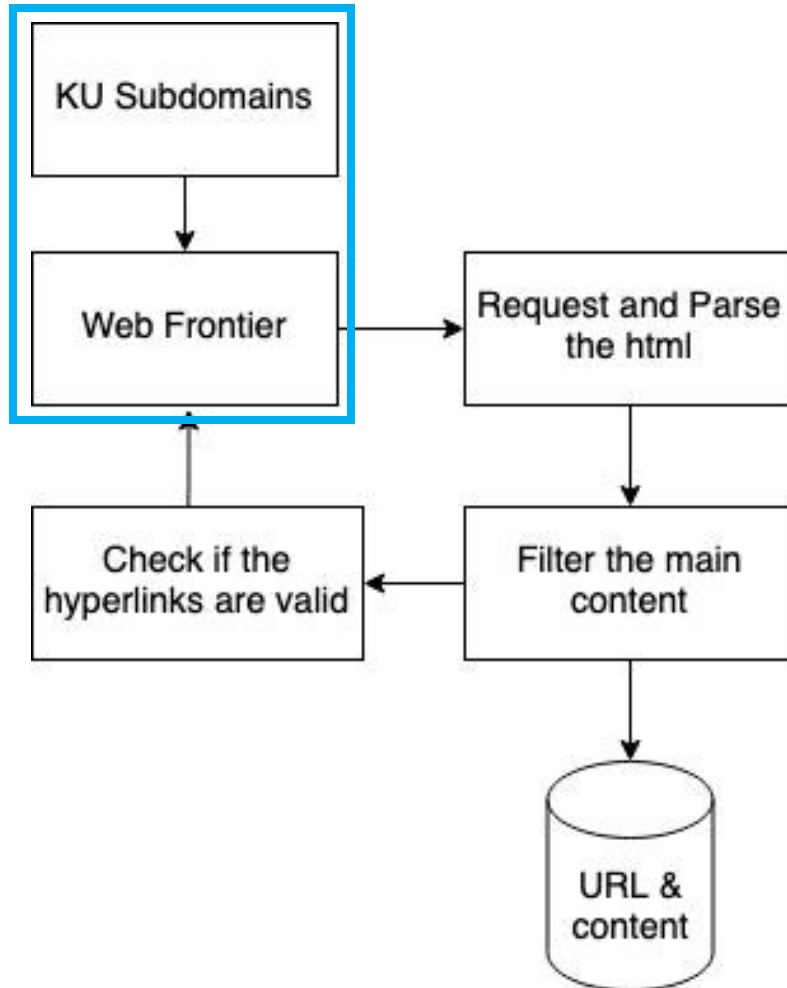 KU Subdomains
Web Frontier
Request and Parse
the html
Check if the
hyperlinks are valid
Filter the main
content
URL &
content